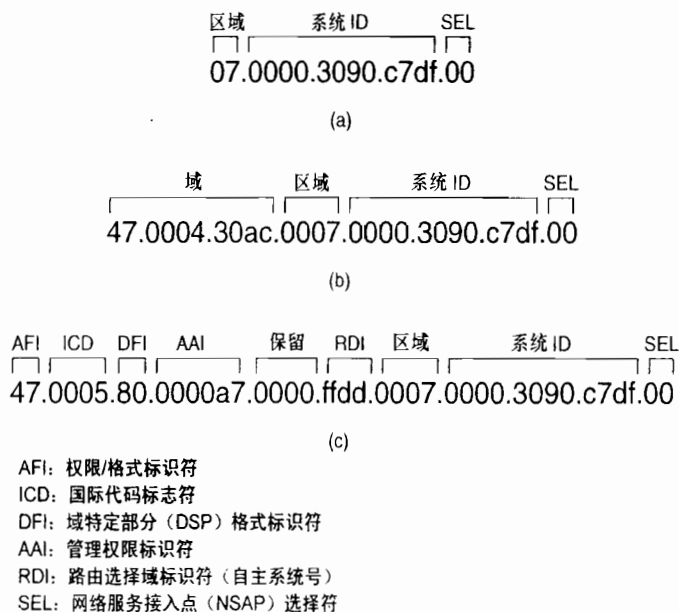 区域 系统 ID SEL
07.0000.3090.c7df.00
(a)
域 区域 系统 ID SEL
47.0004.30ac.0007.0000.3090.c7df.00
(b)
AFI ICD DFI AAI 保留 RDI 区域 系统 ID SEL
47.0005.80.0000a7.0000.ffdd.0007.0000.3090.c7df.00
(c)
AFI：权限/格式标识符
ICD：国际代码标志符
DFI：域特定部分（DSP）格式标识符
AAI：管理权限标识符
RDI：路由选择域标识符（自主系统号）
SEL：网络服务接入点（NSAP）选择符